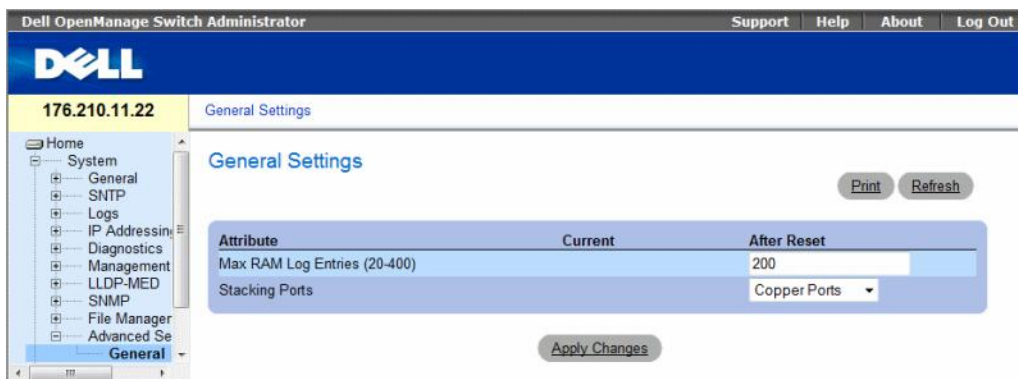 Dell OpenManage Switch Administrator
Support Help About Log Out
DELL
176.210.11.22
General Settings
Home
System
General
SNTP
Logs
IP Addressin
Diagnostics
Management
LLDP-MED
SNMP
File Manager
Advanced Se
General
General Settings
Print Refresh
Attribute Current After Reset
Max RAM Log Entries (20-400) 200
Stacking Ports Copper Ports
Apply Changes